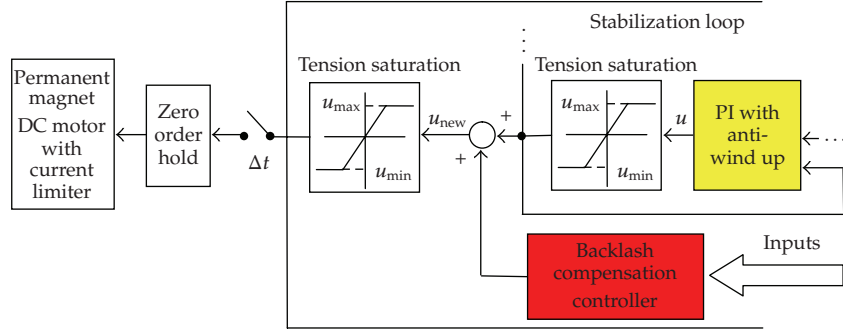 Stabilization loop
Tension saturation
Tension saturation
Permanent
magnet
DC motor
with
current
limiter
Zero
order
hold
Δt
u_max
u_min
u_new
+
+
u_max
u_min
u
PI with
anti-
wind up
Backlash
compensation
controller
Inputs